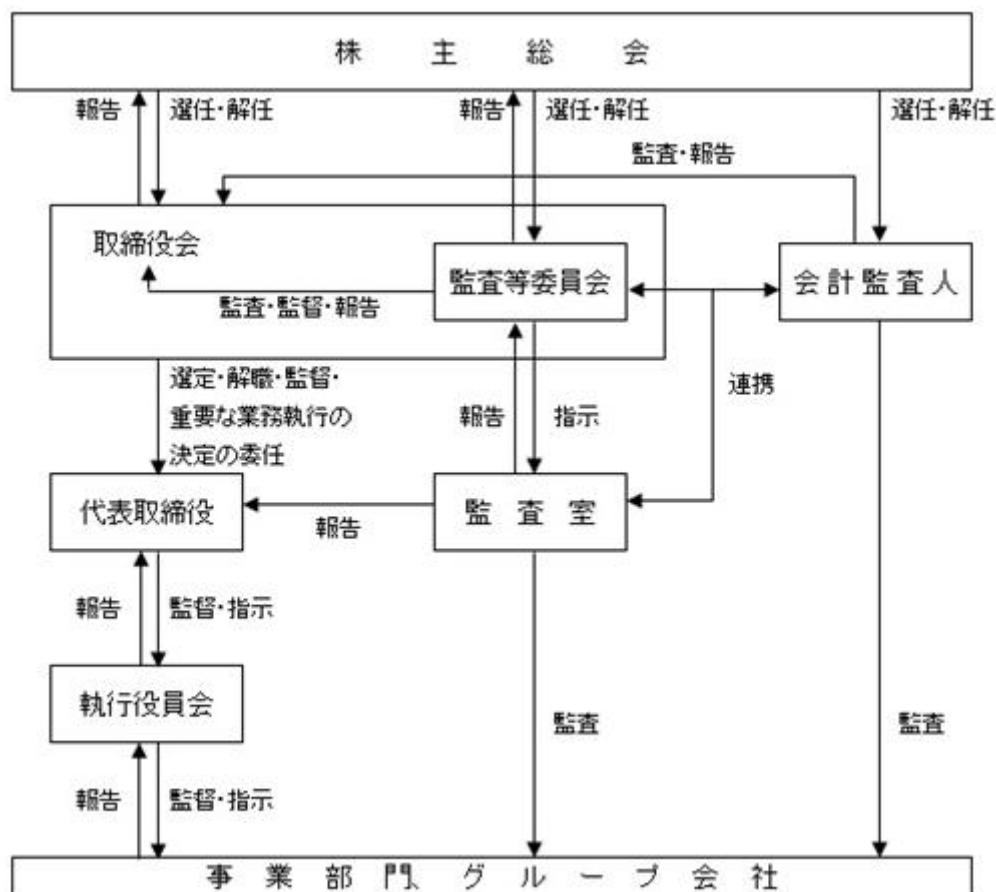 株主総会
報告
選任・解任
報告
選任・解任
選任・解任
監査・報告
取締役会
監査等委員会
会計監査人
監査・監督・報告
選定・解職・監督・
重要な業務執行の
決定の委任
報告
指示
連携
代表取締役
報告
監査室
報告
監督・指示
執行役員会
監査
監査
報告
監督・指示
事業部門、グループ会社